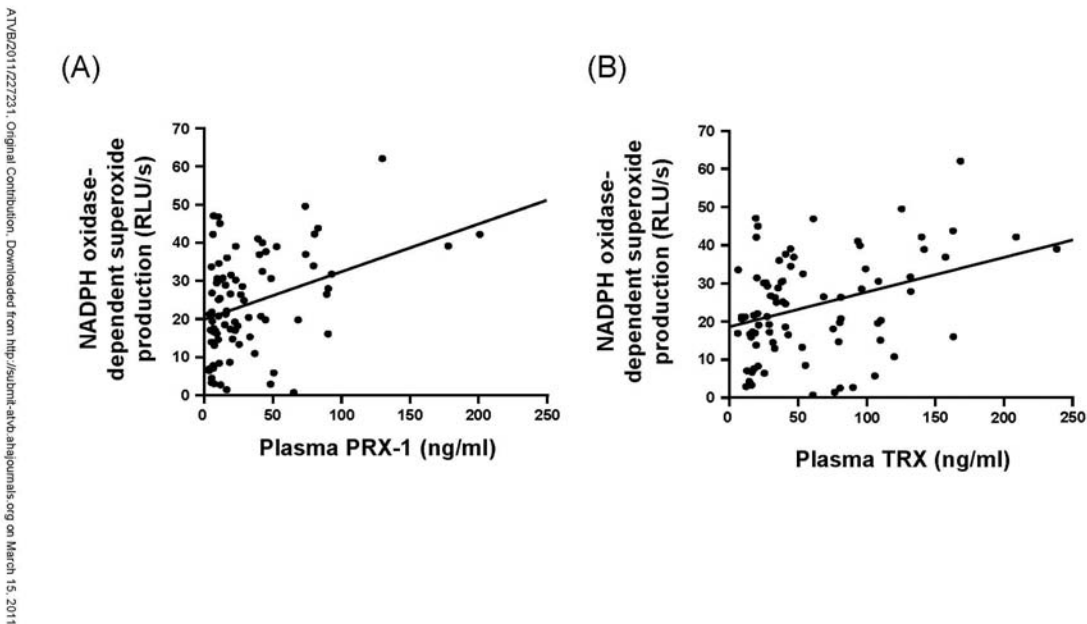 ATVB/2011/227231. Original Contribution. Downloaded from http://submit-atvb.ahajournals.org on March 15, 2011
(A)
NADPH oxidase-
dependent superoxide
production (RLU/s)
70
60
50
40
30
20
10
0
0 50 100 150 200 250
Plasma PRX-1 (ng/ml)
(B)
NADPH oxidase-
dependent superoxide
production (RLU/s)
70
60
50
40
30
20
10
0
0 50 100 150 200 250
Plasma TRX (ng/ml)